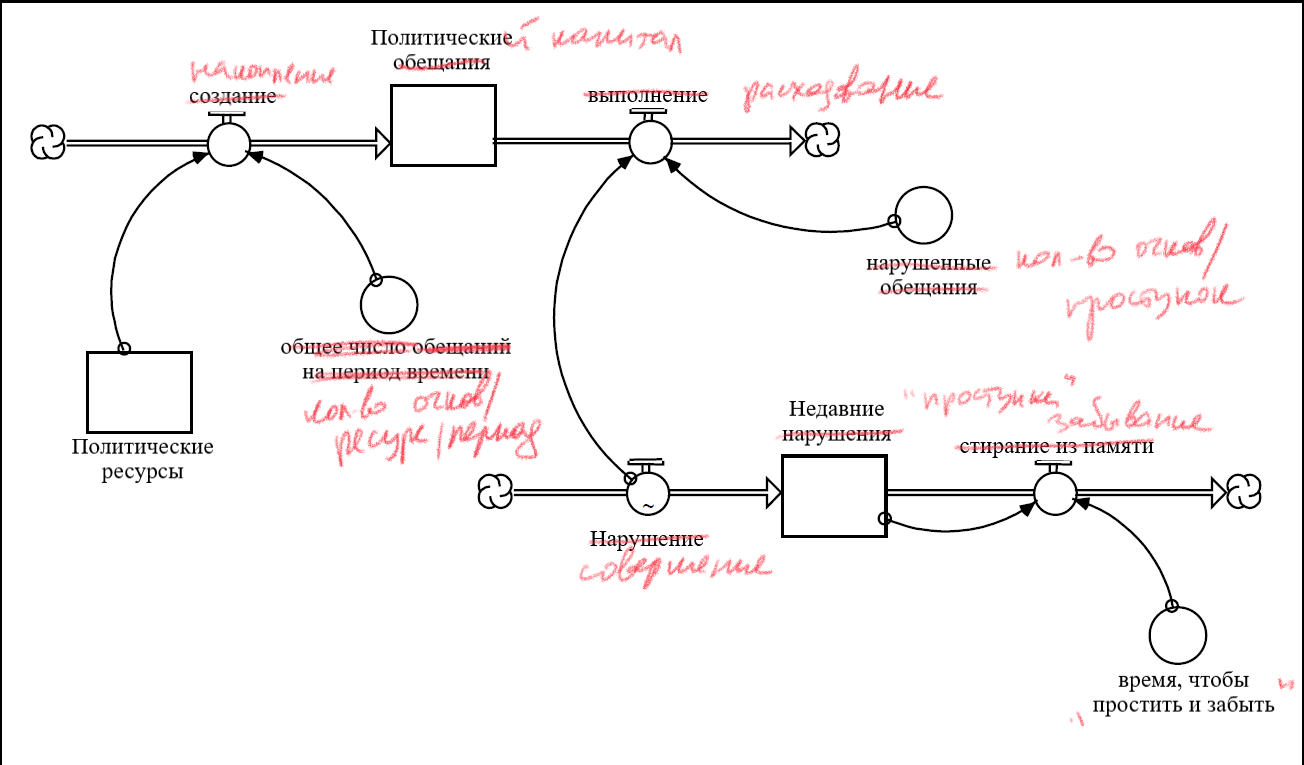 Политические
й капитал
обещания
накопление
создание
выполнение
расходование
нарушенные
обещания
кол-во очков/
проступок
общее число обещаний
на период времени
кол-во очков/
ресурс/период
Политические
ресурсы
Недавние
нарушения
"проступки"
забывание
стирание из памяти
~
Нарушение
совершение
время, чтобы
простить и забыть
" "